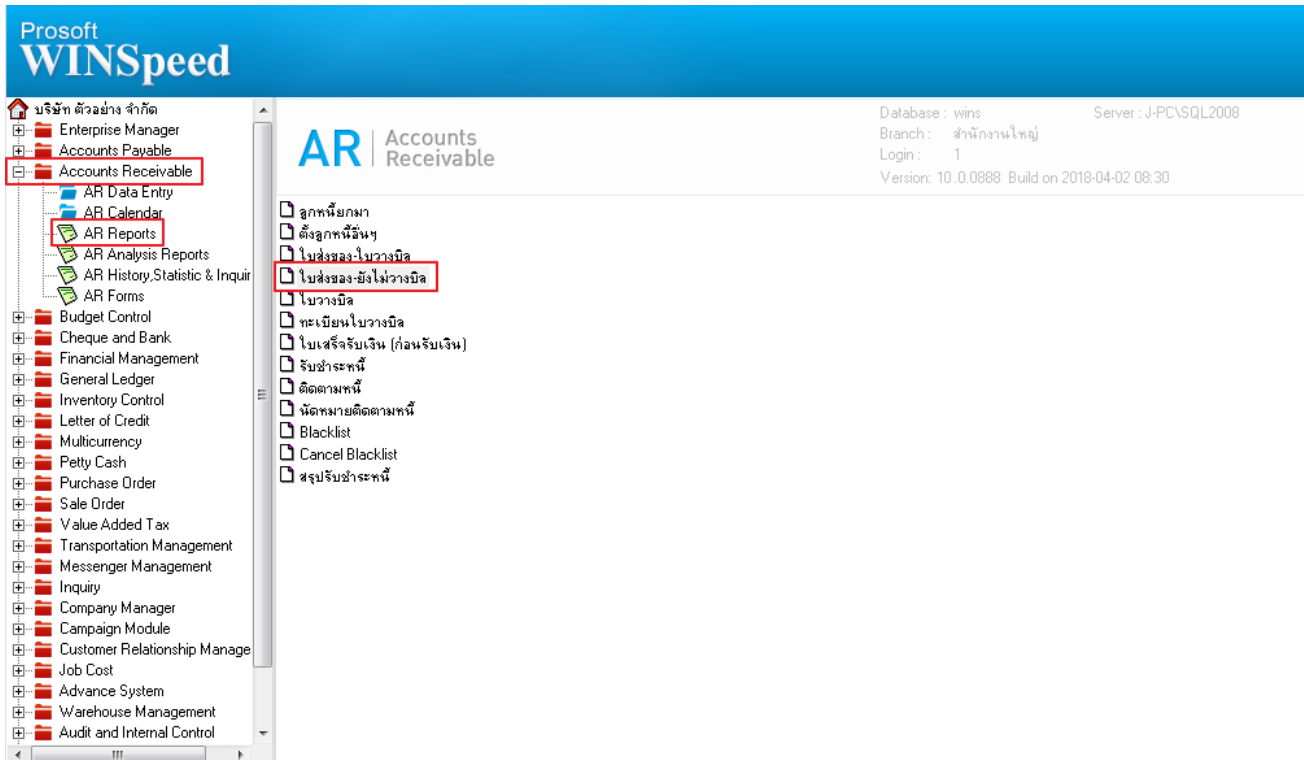 Prosoft
WINSpeed
บริษัท ตัวอย่าง จำกัด
Enterprise Manager
Accounts Payable
Accounts Receivable
AR Data Entry
AR Calendar
AR Reports
AR Analysis Reports
AR History,Statistic & Inquir
AR Forms
Budget Control
Cheque and Bank
Financial Management
General Ledger
Inventory Control
Letter of Credit
Multicurrency
Petty Cash
Purchase Order
Sale Order
Value Added Tax
Transportation Management
Messenger Management
Inquiry
Company Manager
Campaign Module
Customer Relationship Manage
Job Cost
Advance System
Warehouse Management
Audit and Internal Control
AR Accounts Receivable
Database : wins Server : J-PC\SQL2008
Branch : สำนักงานใหญ่
Login : 1
Version: 10.0.0888 Build on 2018-04-02 08:30
ลูกหนี้ยกมา
ตั้งลูกหนี้อื่นๆ
ใบส่งของ-ใบวางบิล
ใบส่งของ-ยังไม่วางบิล
ใบวางบิล
ทะเบียนใบวางบิล
ใบเสร็จรับเงิน (ก่อนรับเงิน)
รับชำระหนี้
ติดตามหนี้
นัดหมายติดตามหนี้
Blacklist
Cancel Blacklist
สรุปรับชำระหนี้